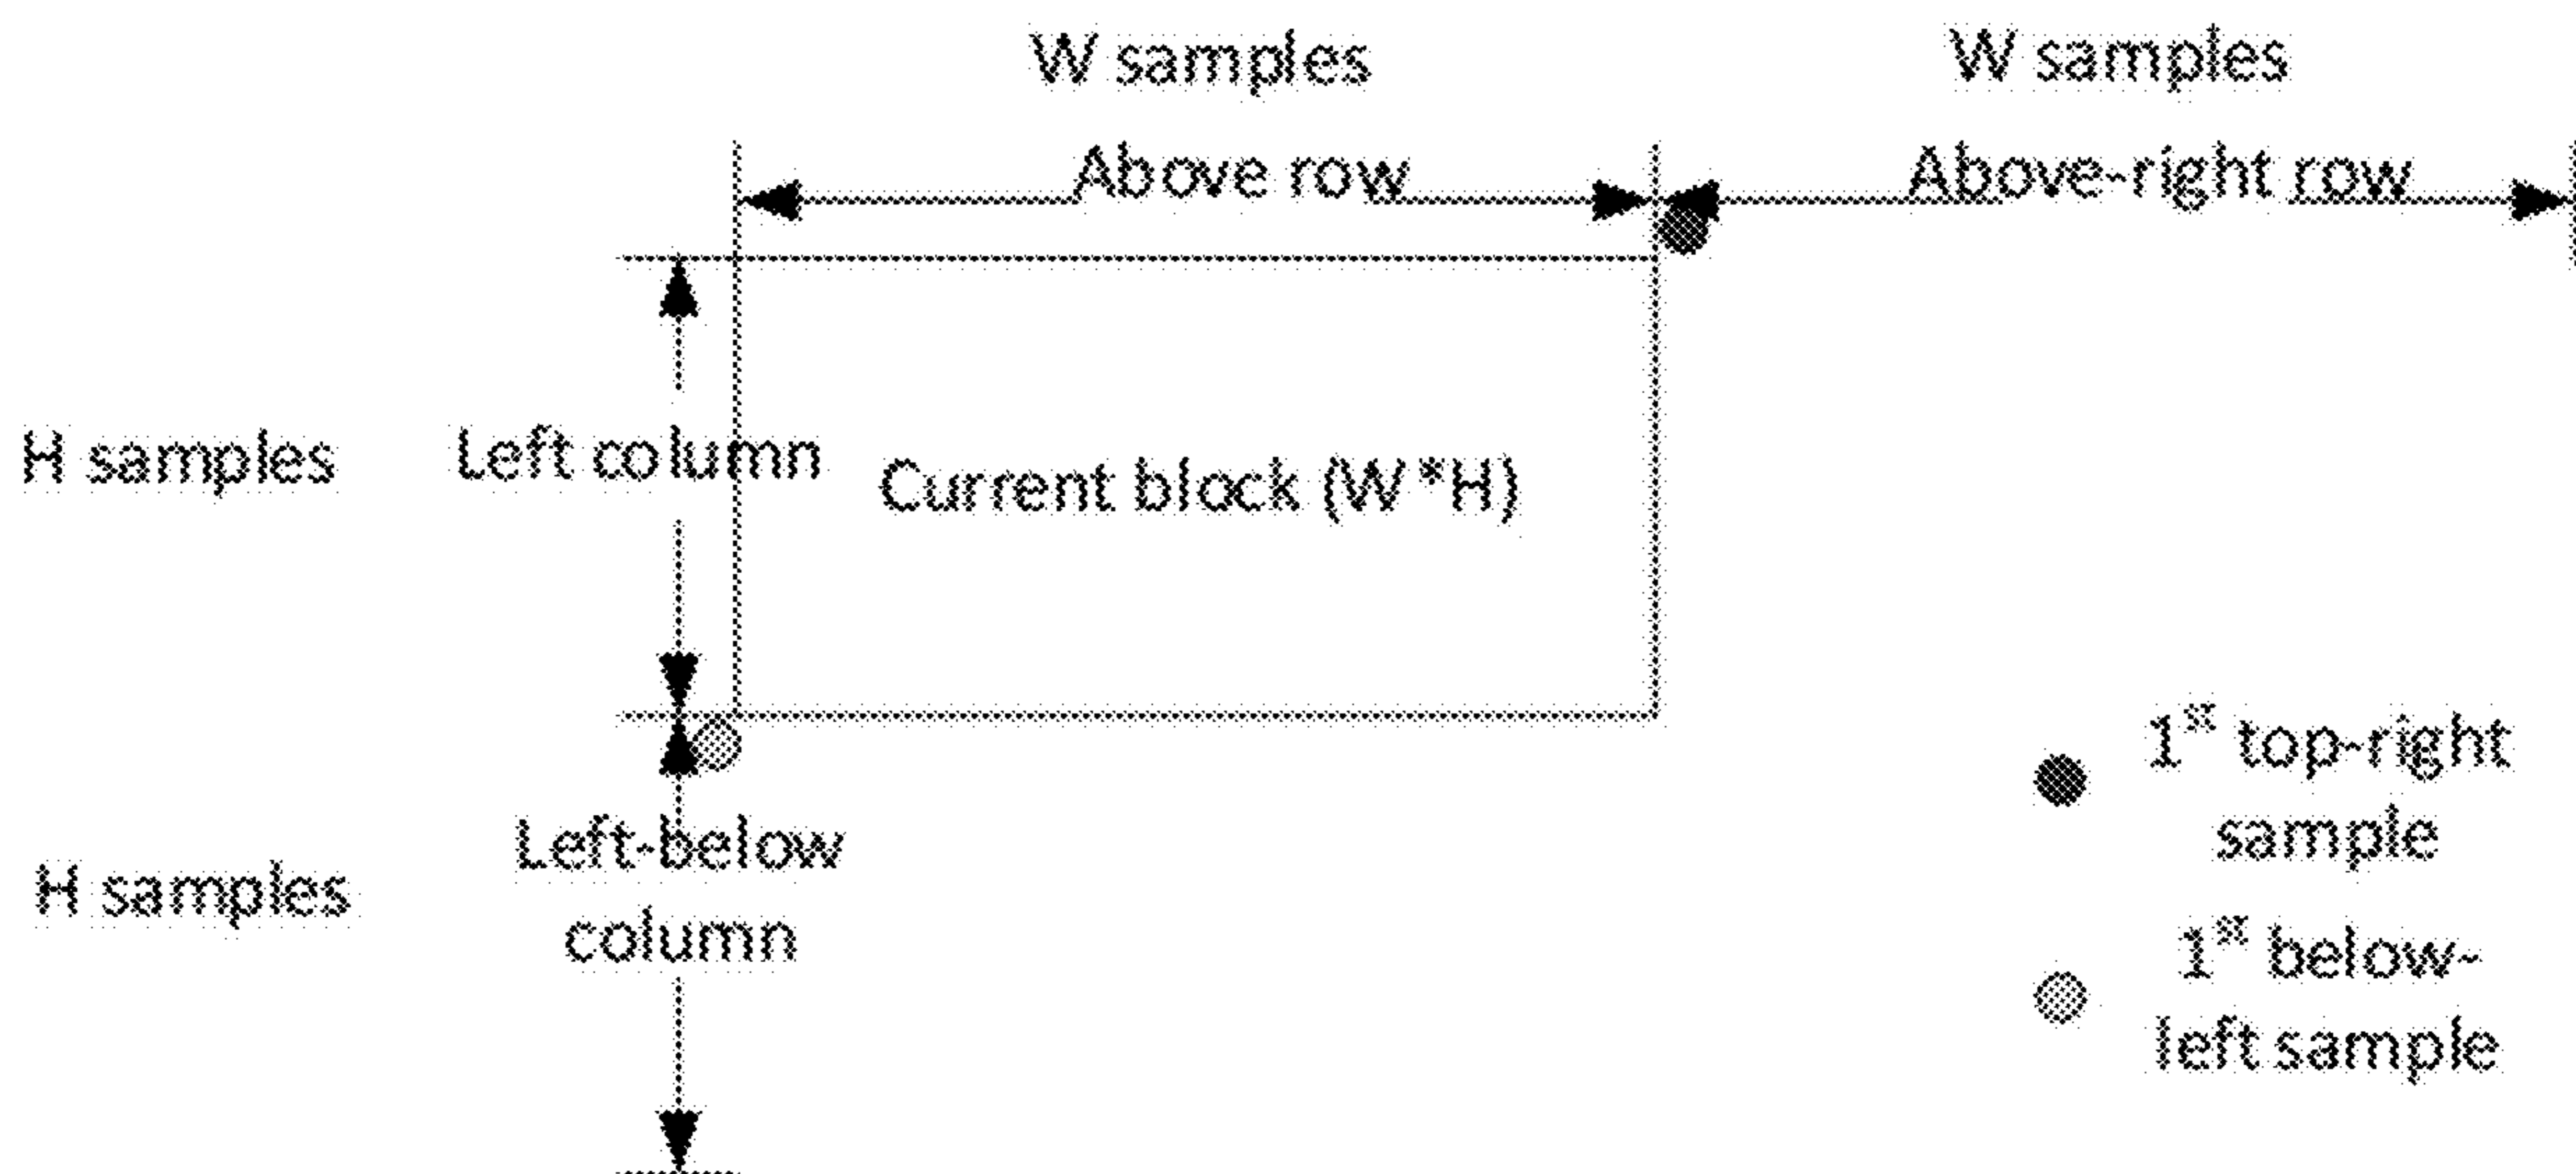 W samples
W samples
Above row
Above-right row
H samples
Left column
Current block (W*H)
1st top-right
sample
Left-below
column
H samples
1st below-
left sample